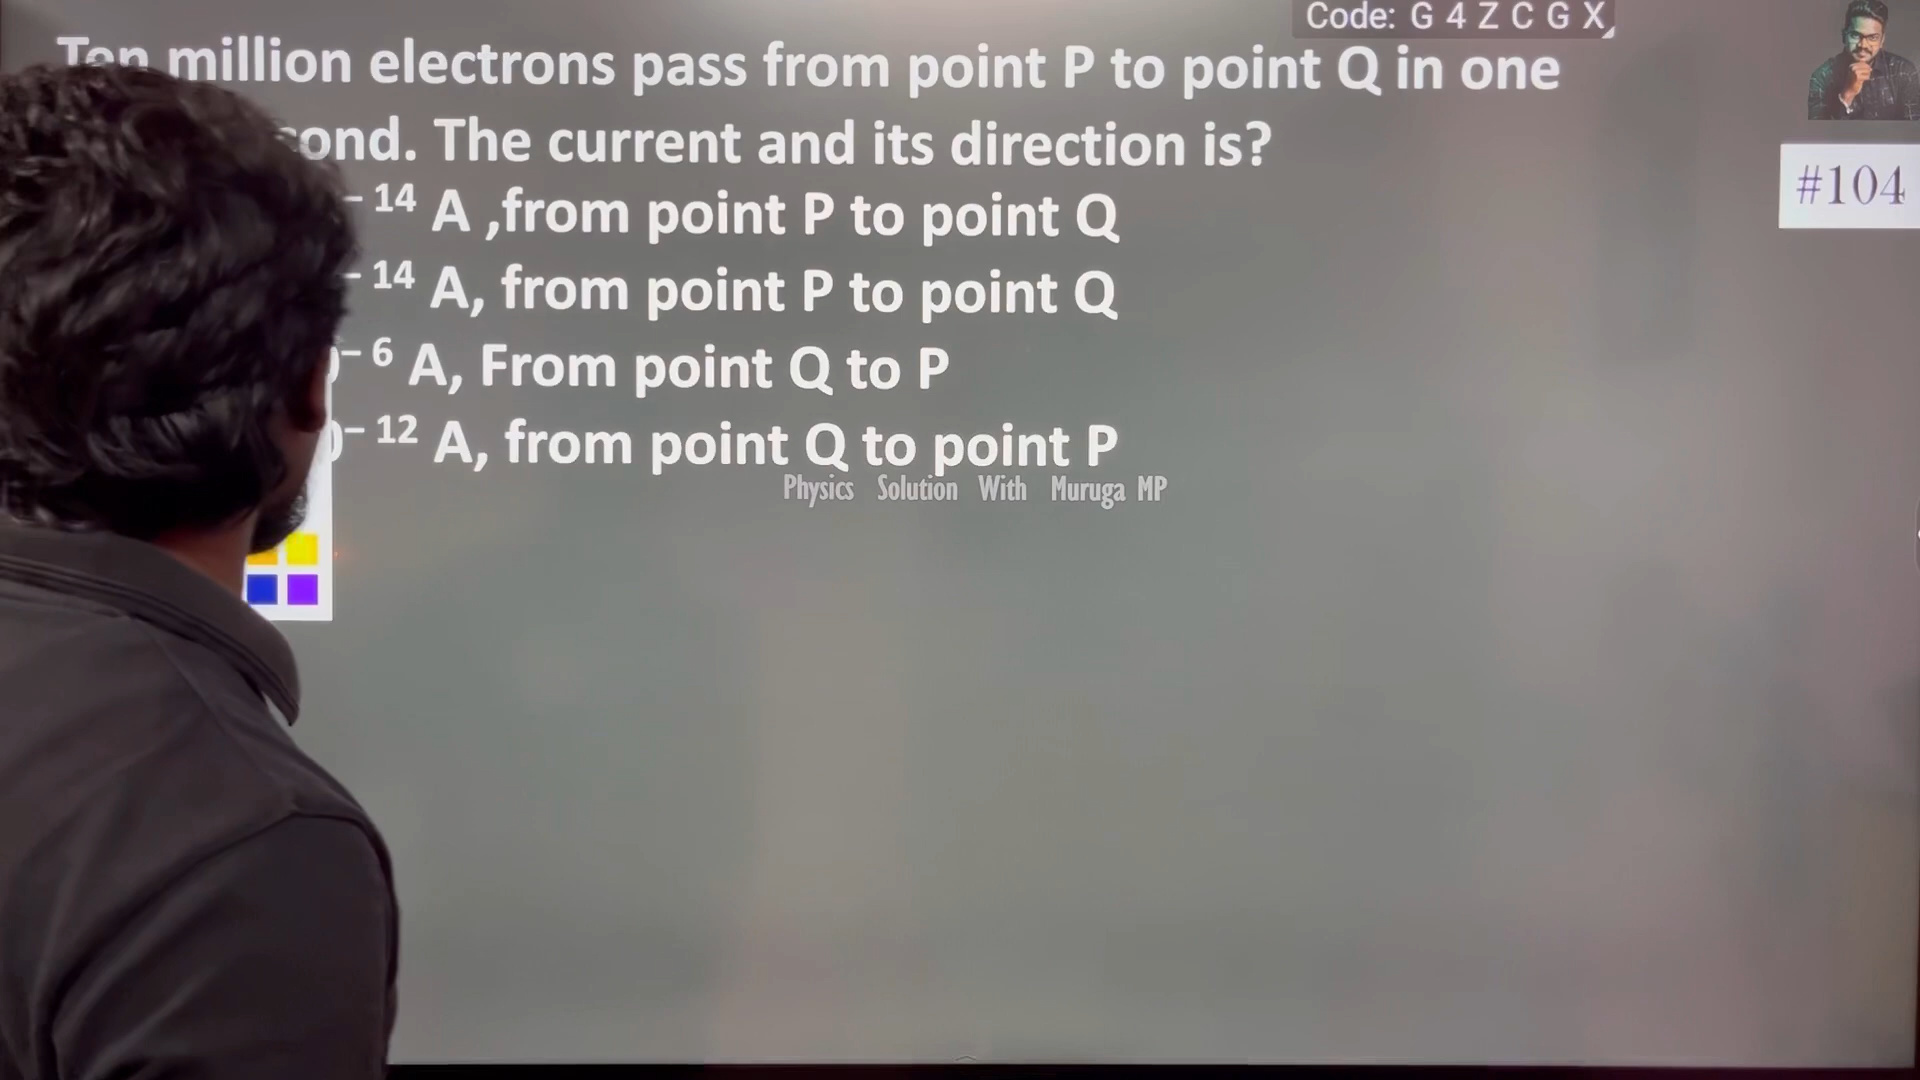 Code: G 4 Z C G X
Ten million electrons pass from point P to point Q in one
cond. The current and its direction is?
#104
– 14 A ,from point P to point Q
– 14 A, from point P to point Q
– 6 A, From point Q to P
– 12 A, from point Q to point P
Physics Solution With Muruga MP